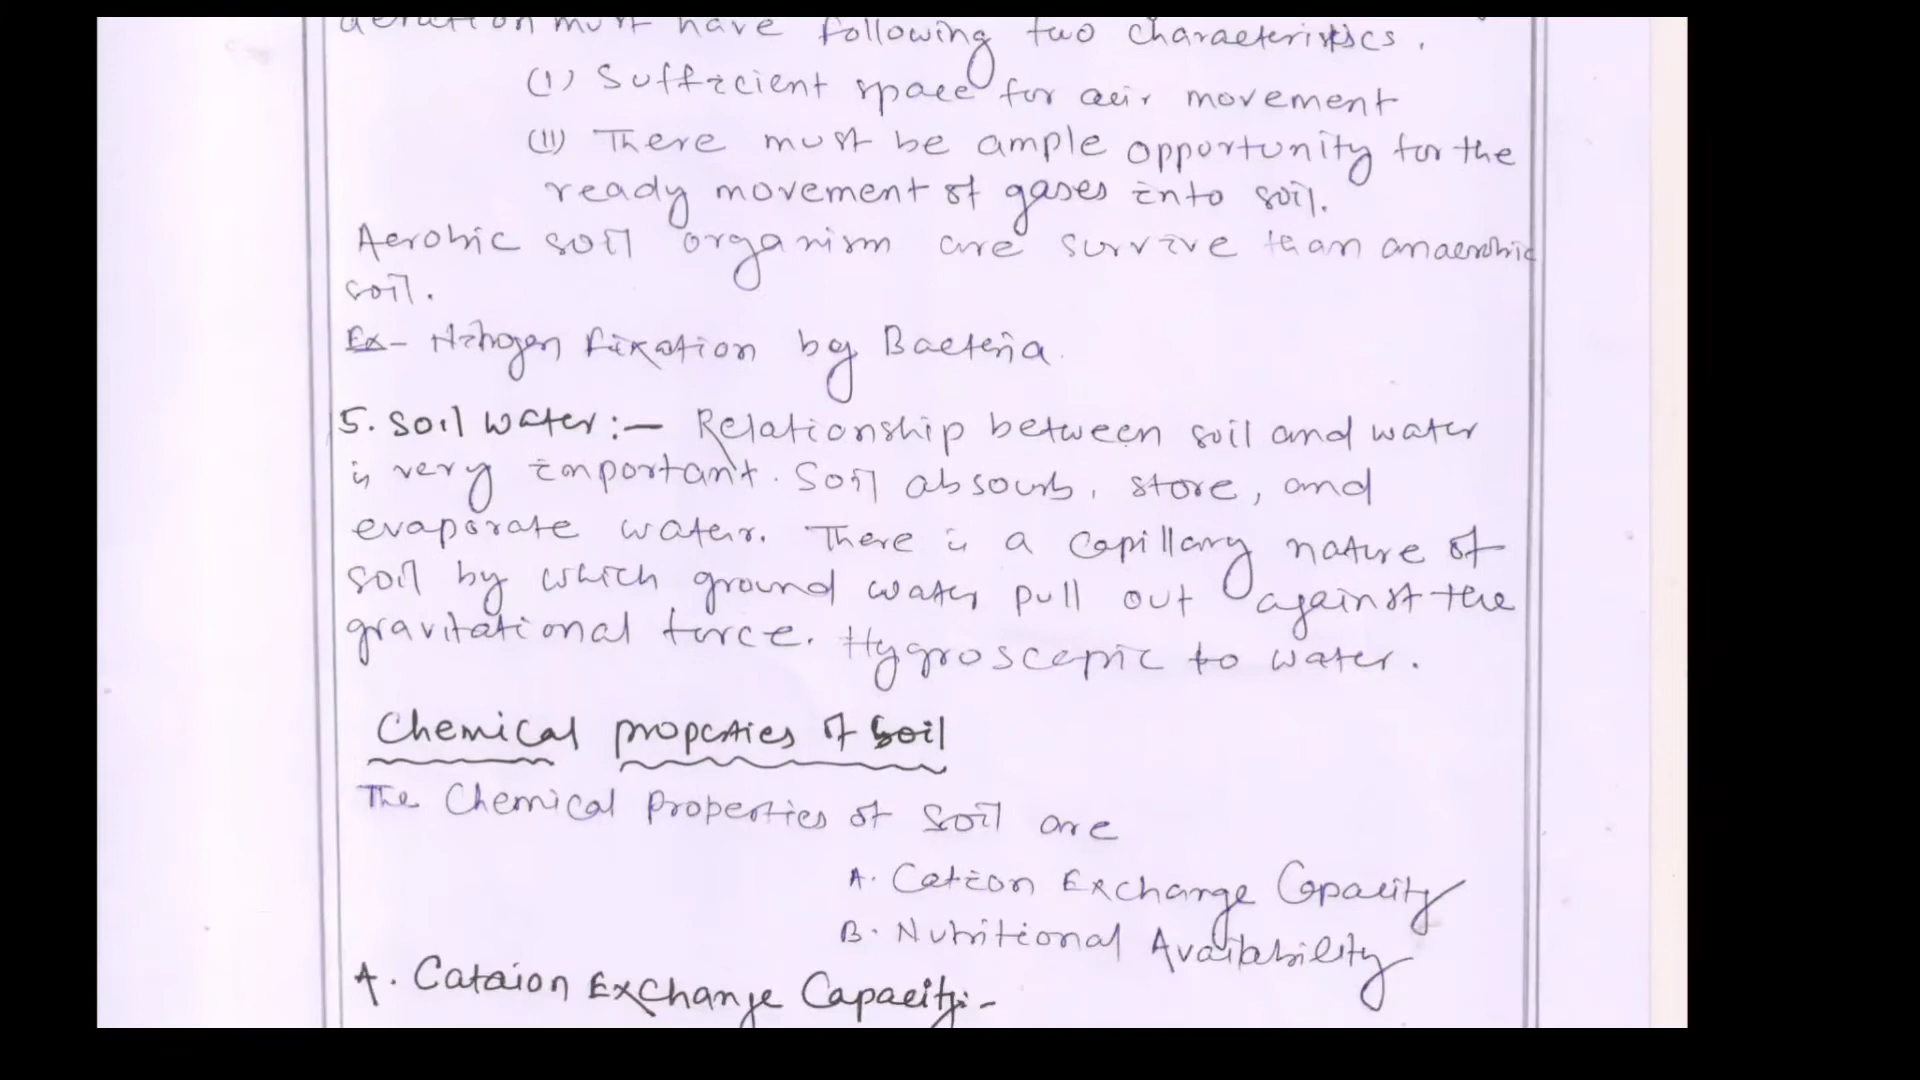 aeration must have following two characteristics.
(I) Sufficient space for air movement
(II) There must be ample opportunity for the
ready movement of gases into soil.
Aerobic soil organism are survive than anaerobic
soil.
Ex- Nitrogen fixation by Bacteria.
5. Soil water:- Relationship between soil and water
is very important. Soil absorb, store, and
evaporate water. There is a capillary nature of
soil by which ground water pull out against the
gravitational force. Hygroscopic to water.
Chemical properties of soil
The Chemical Properties of Soil are
A. Cation Exchange Capacity
B. Nutritional Availability
A. Cataion Exchange Capacity:-